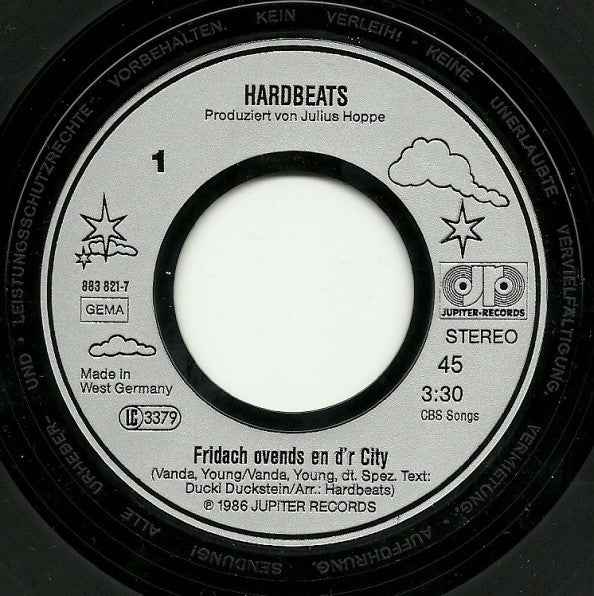 HARDBEATS
Produziert von Julius Hoppe
1
883 821-7
GEMA
Made in
West Germany
LC 3379
JR
JUPITER-RECORDS
STEREO
45
3:30
CBS Songs
Fridach ovends en d'r City
(Vanda, Young/Vanda, Young, dt. Spez. Text:
Ducki Duckstein/Arr.: Hardbeats)
℗ 1986 JUPITER RECORDS
ALLE URHEBER- UND LEISTUNGSSCHUTZRECHTE VORBEHALTEN. KEIN VERLEIH! KEINE UNERLAUBTE VERVIELFÄLTIGUNG, VERMIETUNG, AUFFÜHRUNG, SENDUNG!